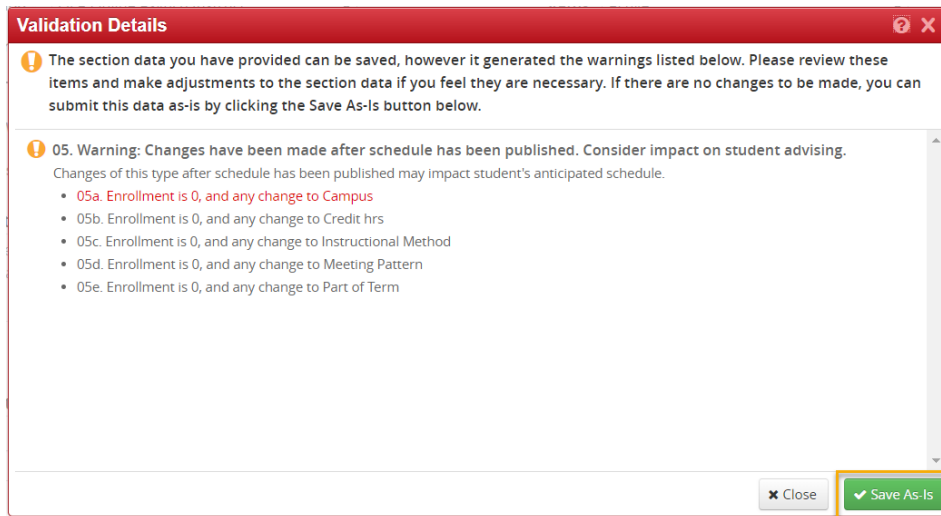 Validation Details
The section data you have provided can be saved, however it generated the warnings listed below. Please review these
items and make adjustments to the section data if you feel they are necessary. If there are no changes to be made, you can
submit this data as-is by clicking the Save As-Is button below.
05. Warning: Changes have been made after schedule has been published. Consider impact on student advising.
Changes of this type after schedule has been published may impact student's anticipated schedule.
• 05a. Enrollment is 0, and any change to Campus
• 05b. Enrollment is 0, and any change to Credit hrs
• 05c. Enrollment is 0, and any change to Instructional Method
• 05d. Enrollment is 0, and any change to Meeting Pattern
• 05e. Enrollment is 0, and any change to Part of Term
Close
Save As-Is